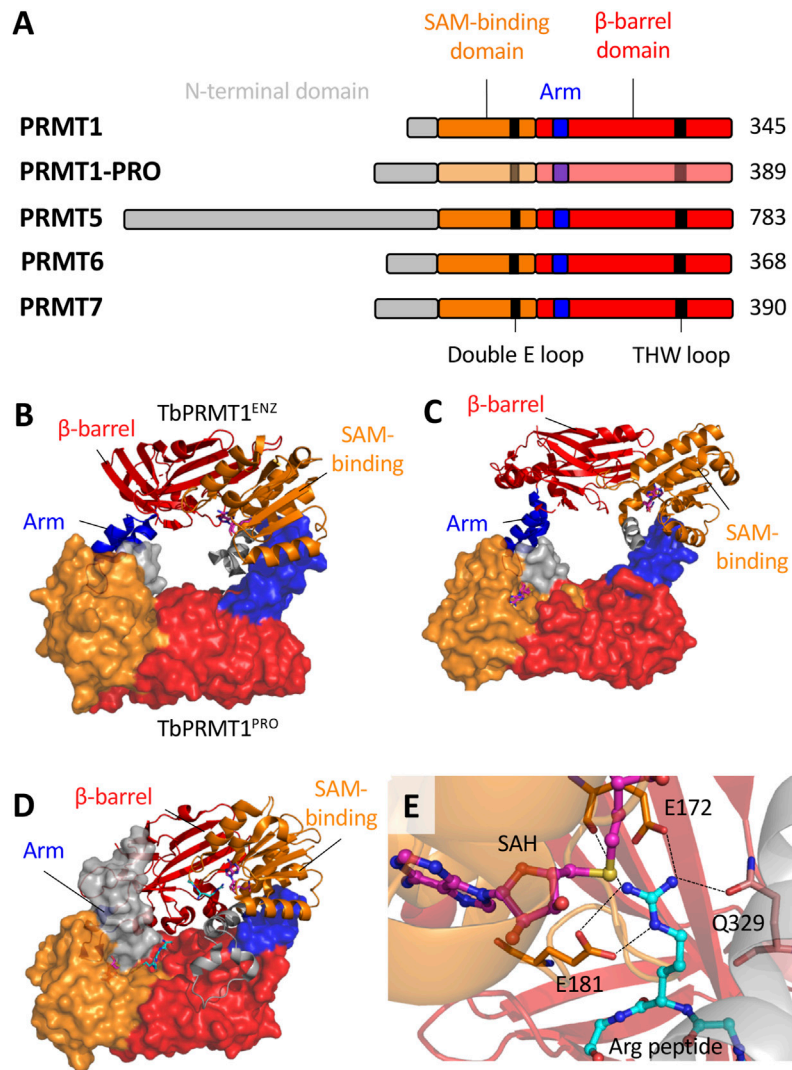 A
SAM-binding
domain
β-barrel
domain
N-terminal domain
Arm
PRMT1
345
PRMT1-PRO
389
PRMT5
783
PRMT6
368
PRMT7
390
Double E loop
THW loop
B
TbPRMT1ENZ
β-barrel
SAM-
binding
Arm
TbPRMT1PRO
C
β-barrel
Arm
SAM-
binding
D
β-barrel
SAM-
binding
Arm
E
E172
SAH
Q329
E181
Arg peptide